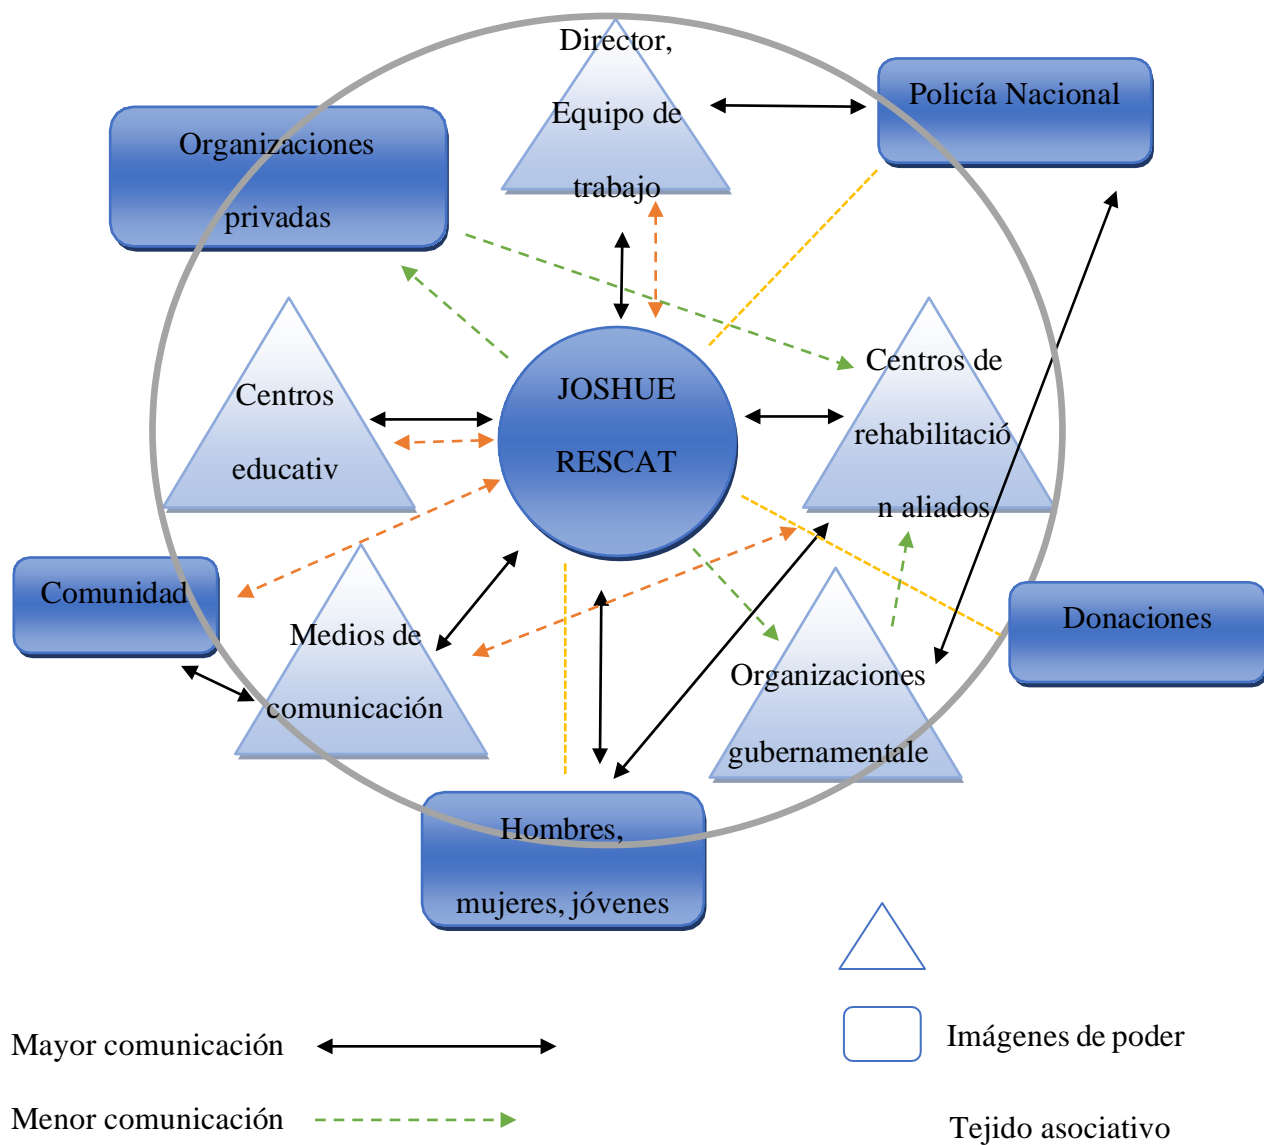 Director,
Equipo de
trabajo
Policía Nacional
Organizaciones
privadas
Centros
educativ
JOSHUE
RESCAT
Centros de
rehabilitació
n aliados
Comunidad
Medios de
comunicación
Organizaciones
gubernamentale
Donaciones
Hombres,
mujeres, jóvenes
Mayor comunicación
Menor comunicación
Imágenes de poder
Tejido asociativo